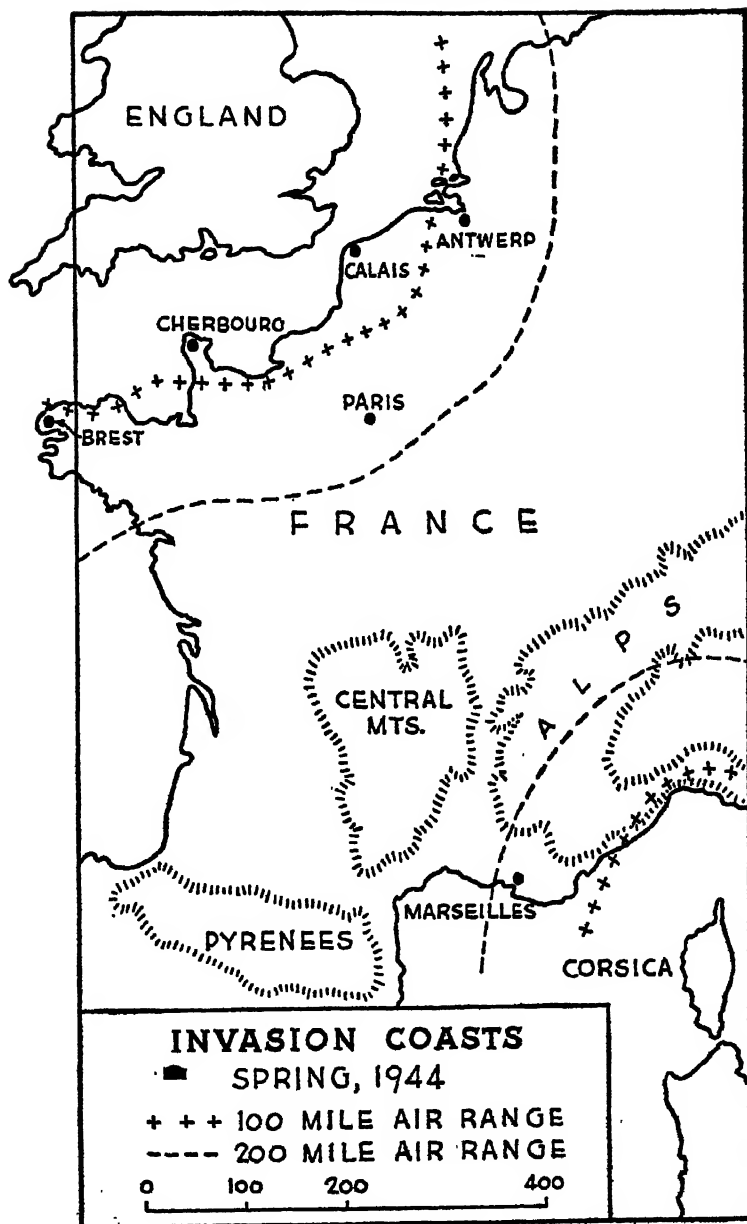 ENGLAND
ANTWERP
CALAIS
CHERBOURG
PARIS
BREST
FRANCE
ALPS
CENTRAL
MTS.
MARSEILLES
PYRENEES
CORSICA
INVASION COASTS
SPRING, 1944
+ + + 100 MILE AIR RANGE
---- 200 MILE AIR RANGE
0 100 200 400